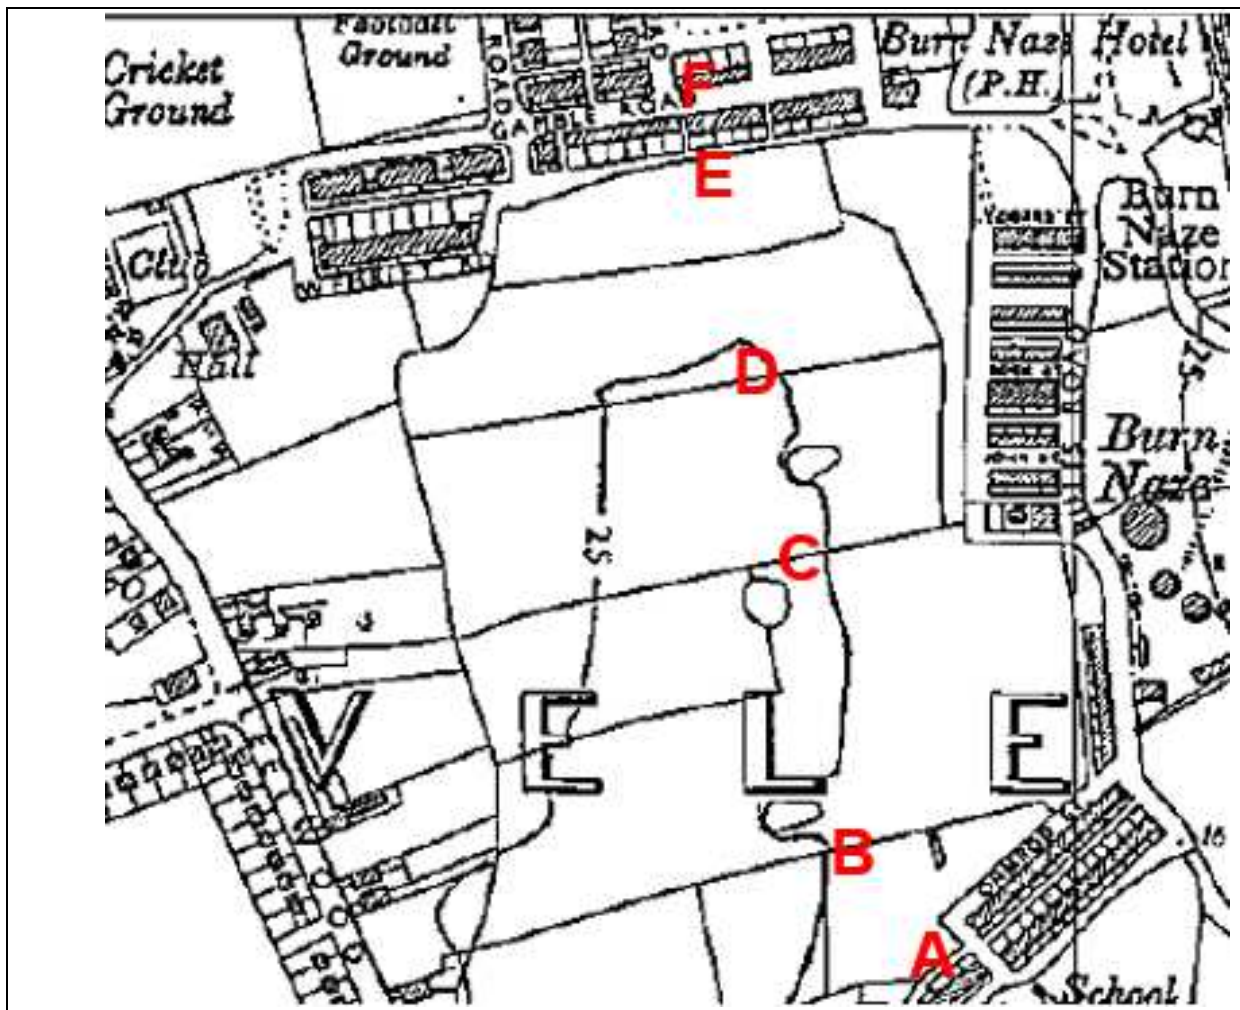 Football
Ground
Cricket
Ground
ROAD
GAMBLE ROAD
Burn Naze Hotel
(P.H.)
F
E
Burn
Naze
Station
Club
Hall
25
D
Burn
Naze
25
C
V E L E
B
16
A
School